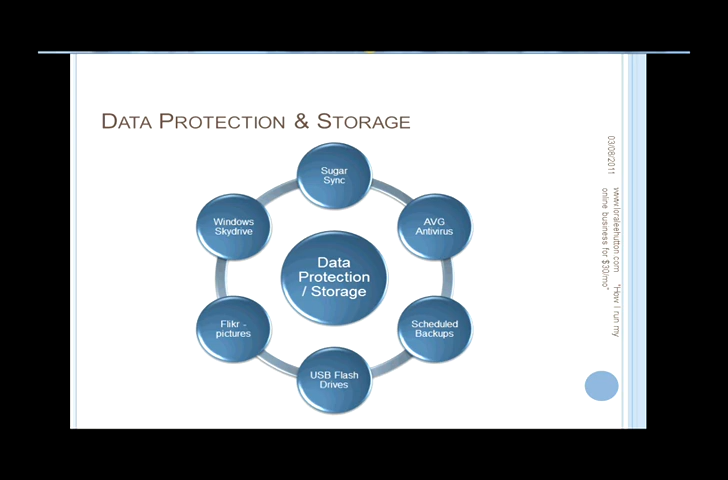 DATA PROTECTION & STORAGE
Sugar
Sync
AVG
Antivirus
Scheduled
Backups
USB Flash
Drives
Flikr -
pictures
Windows
Skydrive
Data
Protection
/ Storage
03/08/2011
www.loraleehutton.com "How I run my
online business for $30/mo"